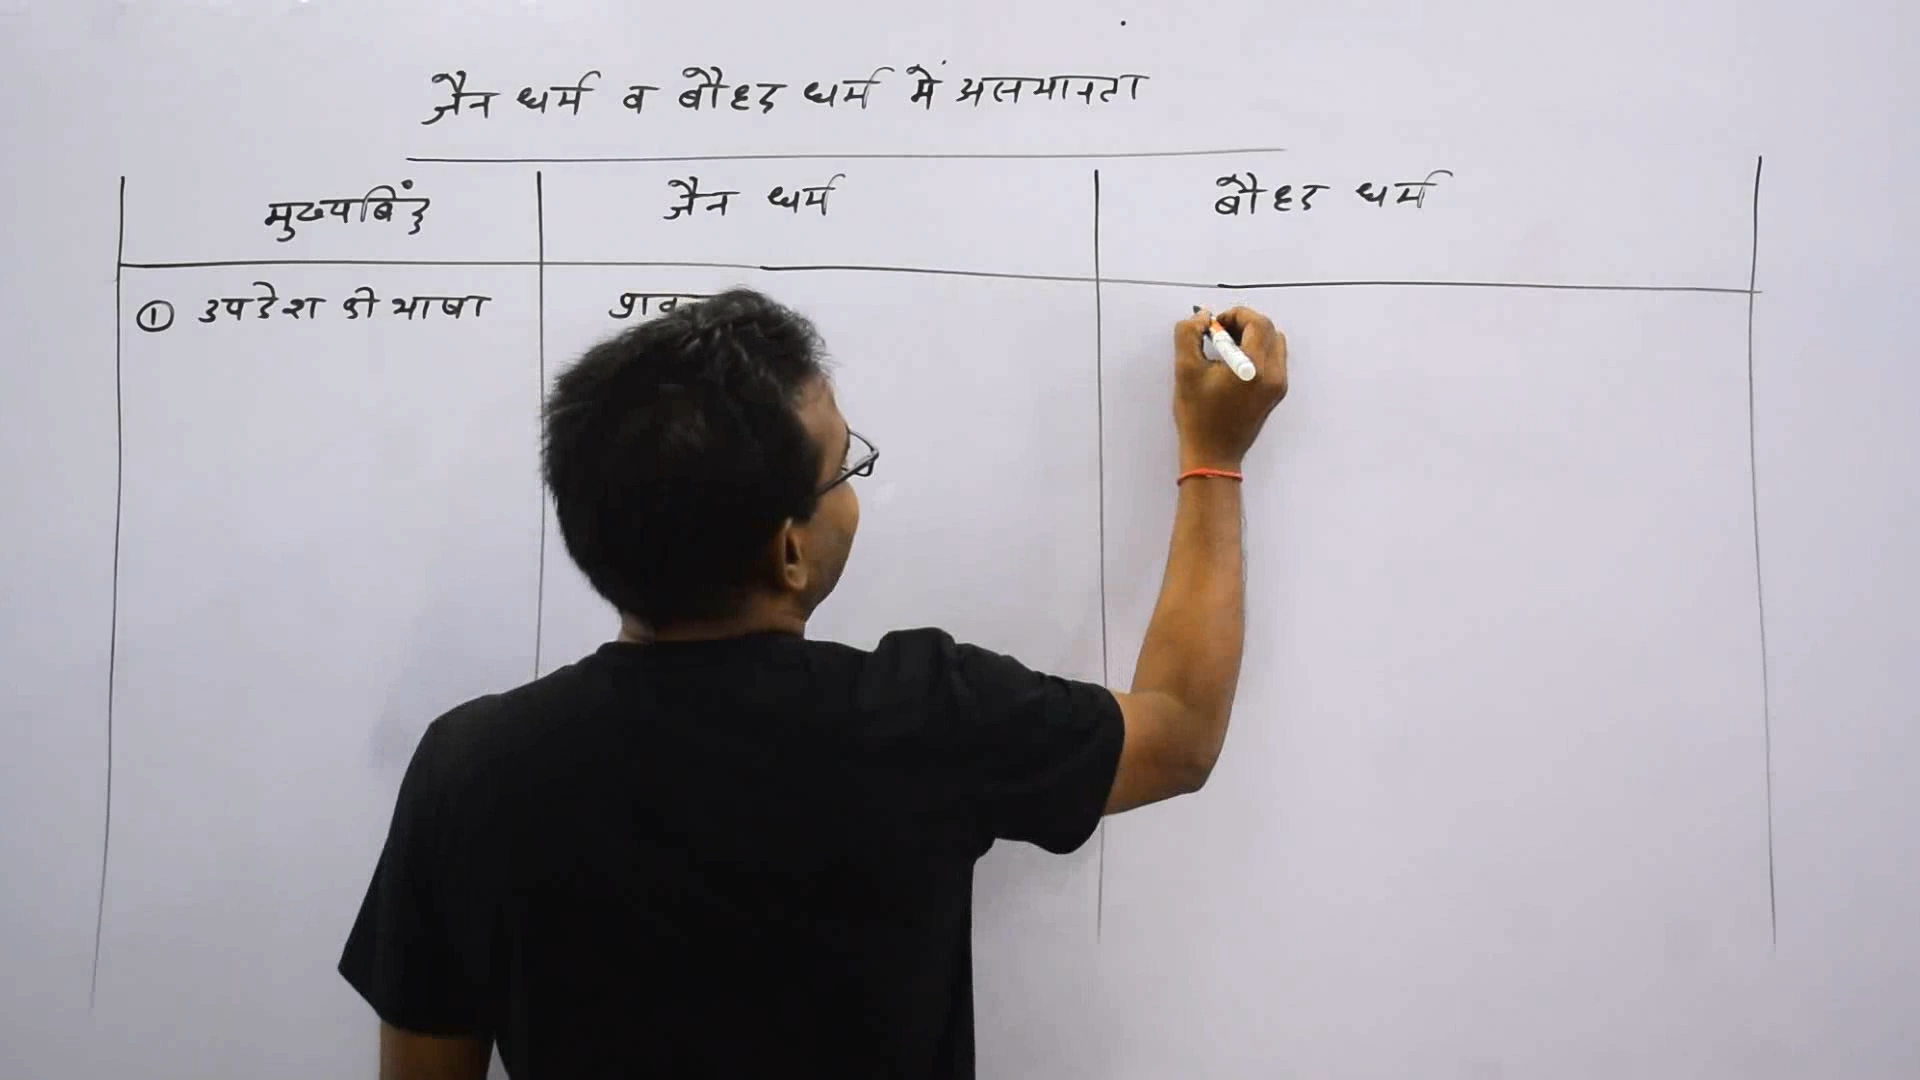 जैन धर्म व बौद्ध धर्म में असमानता
मुख्यबिंदु जैन धर्म बौद्ध धर्म
① उपदेश की भाषा